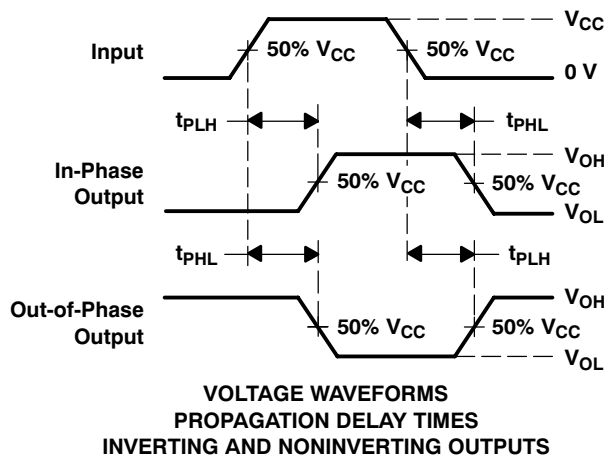 Input
50% VCC
50% VCC
VCC
0 V
tPLH
tPHL
In-Phase
Output
50% VCC
50% VCC
VOH
VOL
tPHL
tPLH
Out-of-Phase
Output
50% VCC
50% VCC
VOH
VOL
VOLTAGE WAVEFORMS
PROPAGATION DELAY TIMES
INVERTING AND NONINVERTING OUTPUTS